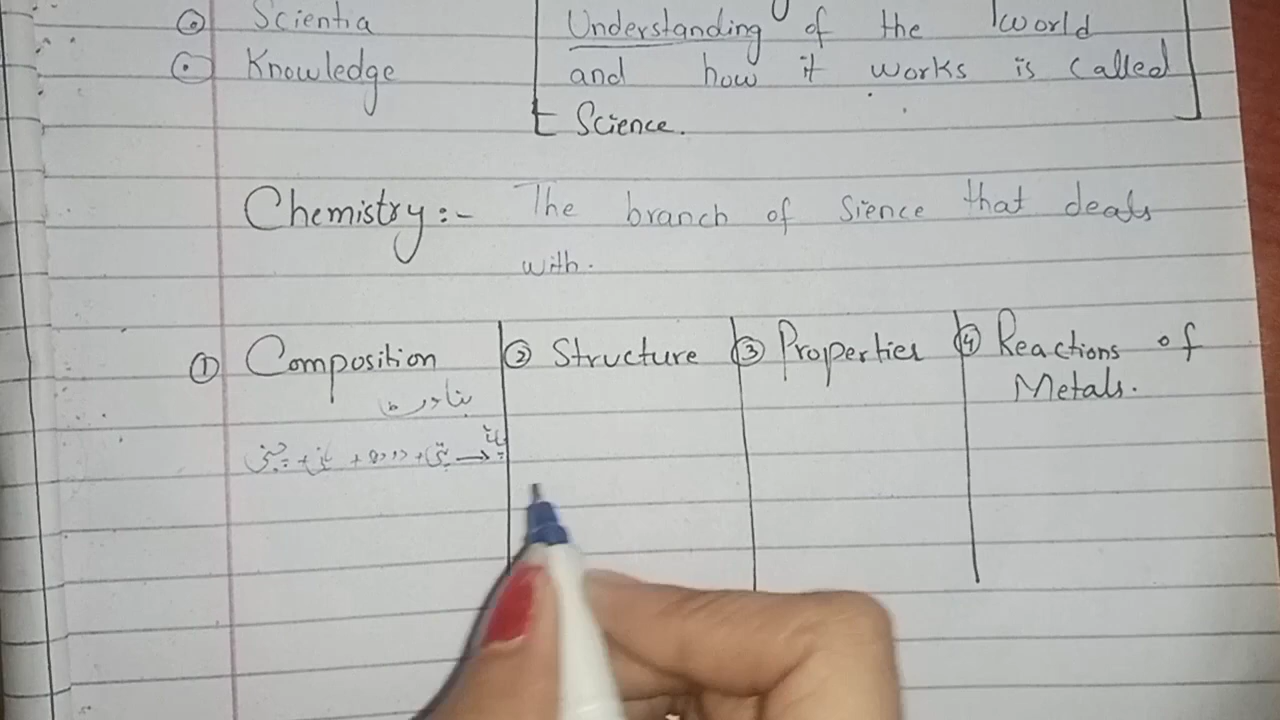 Scientia
Knowledge
Understanding of the world
and how it works is called
Science.
Chemistry:- The branch of Sience that deals
with.
① Composition
بناوٹ
② Structure
③ Properties
④ Reactions of
Metals.